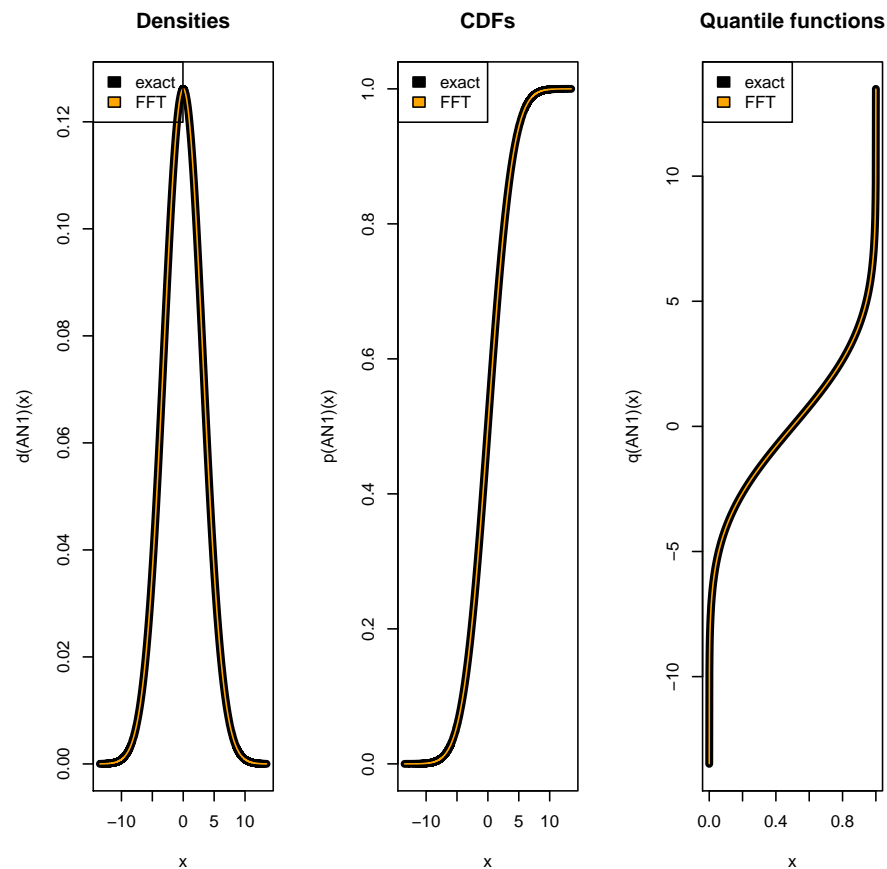 Densities
exact
FFT
d(AN1)(x)
0.00
0.02
0.04
0.06
0.08
0.10
0.12
−10
0
5
10
x
CDFs
exact
FFT
p(AN1)(x)
0.0
0.2
0.4
0.6
0.8
1.0
−10
0
5
10
x
Quantile functions
exact
FFT
q(AN1)(x)
−10
−5
0
5
10
0.0
0.4
0.8
x